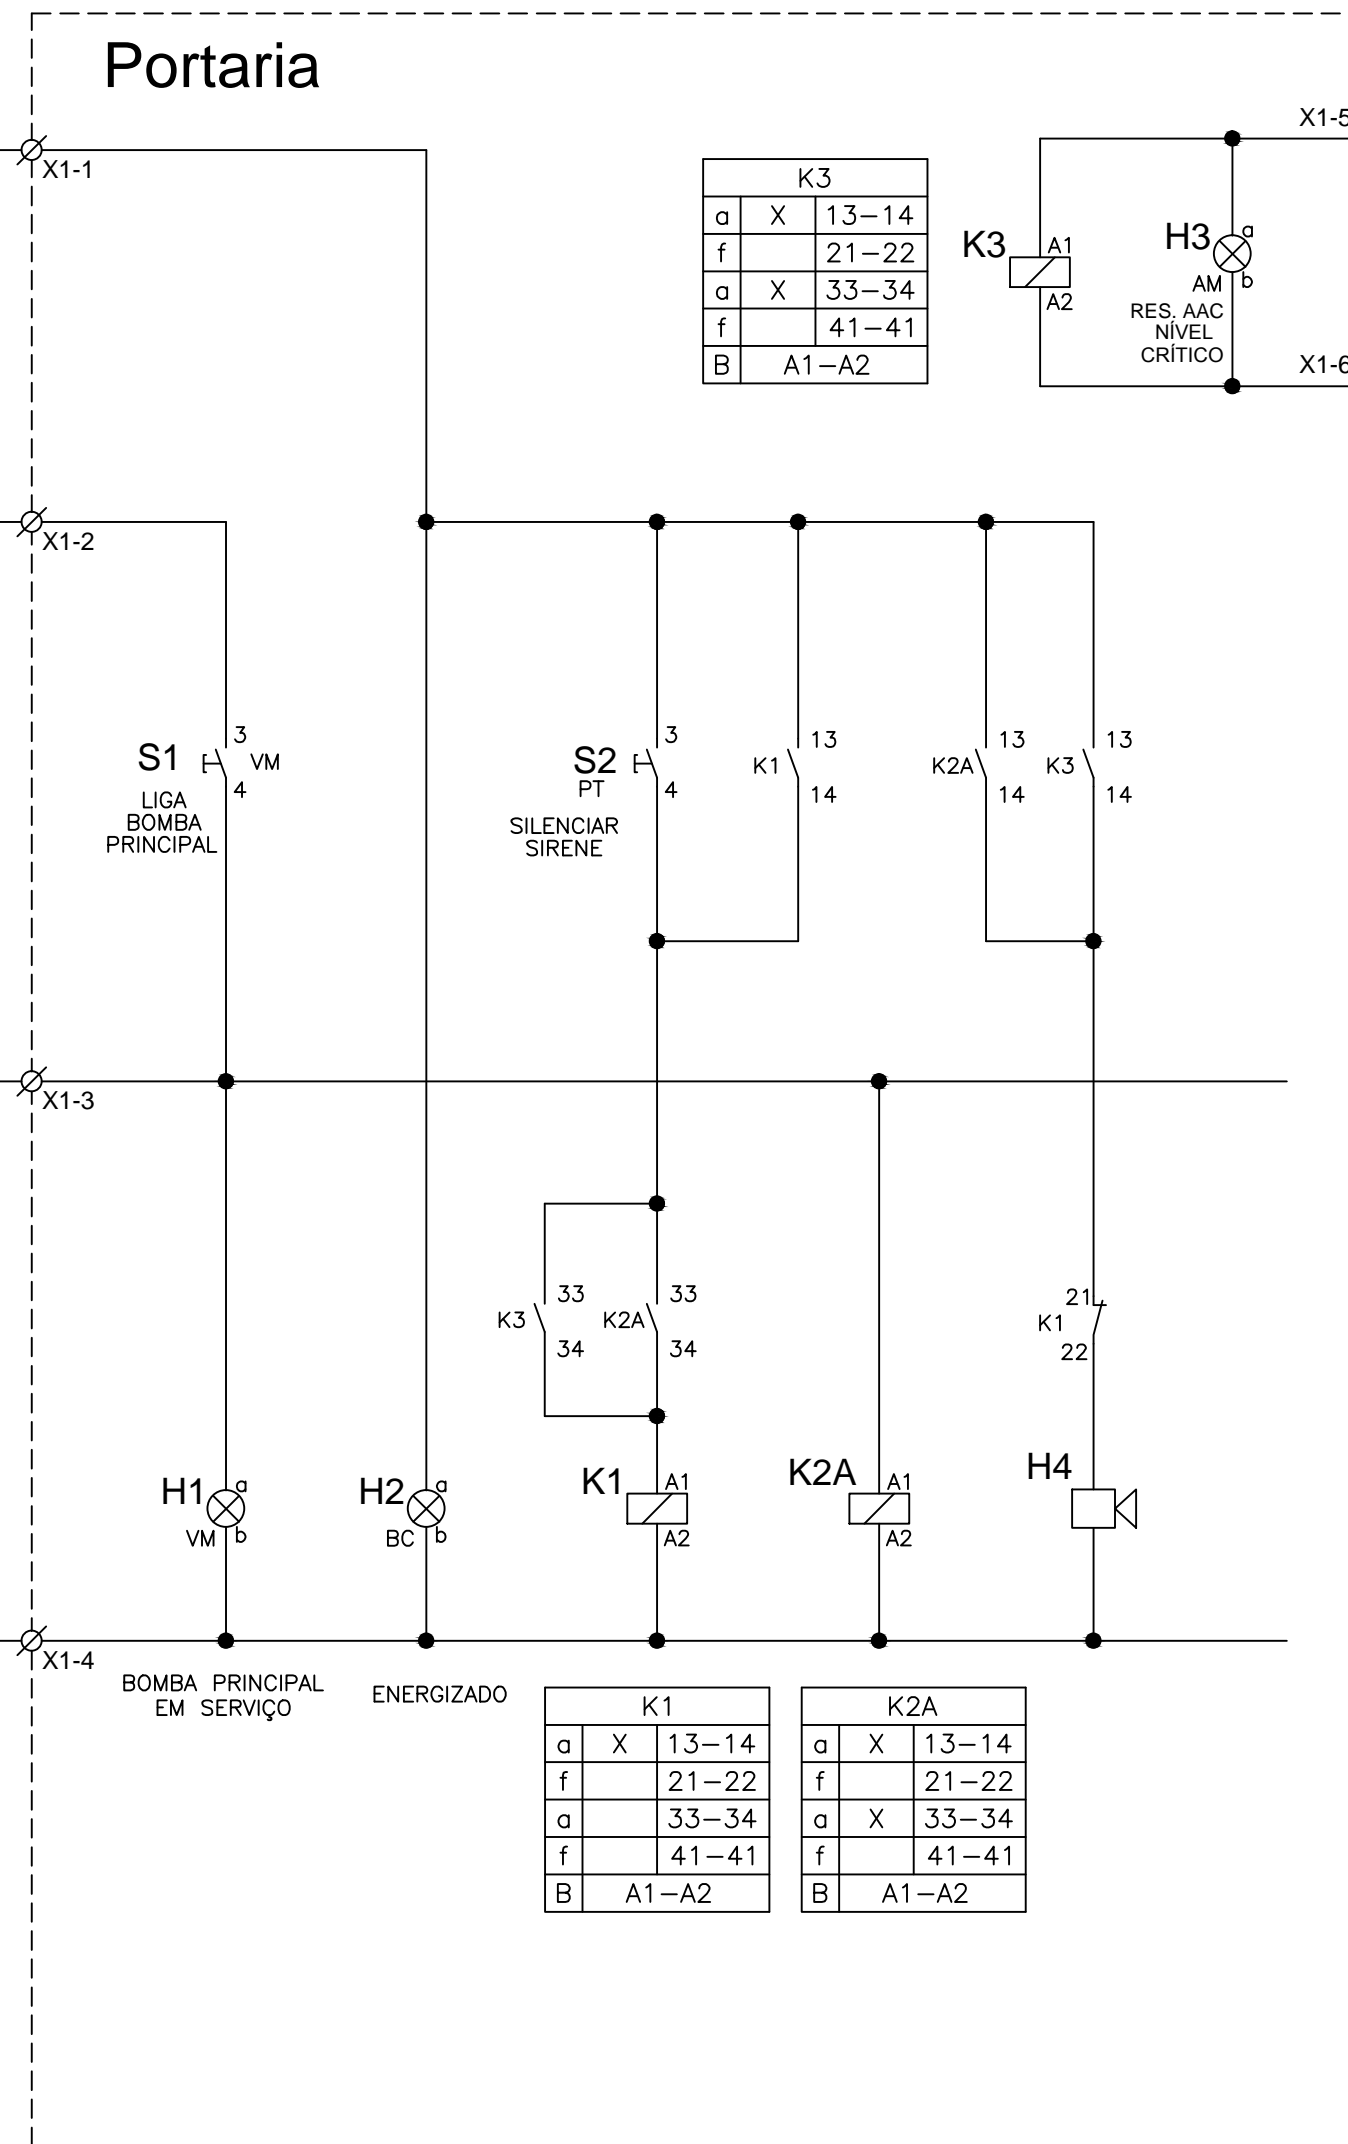 Portaria
X1-1
X1-5
K3
a X 13-14
f 21-22
a X 33-34
f 41-41
B A1-A2
K3
A1
A2
H3
a
AM b
RES. AAC
NÍVEL
CRÍTICO
X1-6
X1-2
S1
3
VM
4
LIGA
BOMBA
PRINCIPAL
S2
PT
3
4
SILENCIAR
SIRENE
K1
13
14
K2A
13
14
K3
13
14
X1-3
K3
33
34
K2A
33
34
21
K1
22
H1
a
VM b
H2
a
BC b
K1
A1
A2
K2A
A1
A2
H4
X1-4
BOMBA PRINCIPAL
EM SERVIÇO
ENERGIZADO
K1
a X 13-14
f 21-22
a 33-34
f 41-41
B A1-A2
K2A
a X 13-14
f 21-22
a X 33-34
f 41-41
B A1-A2